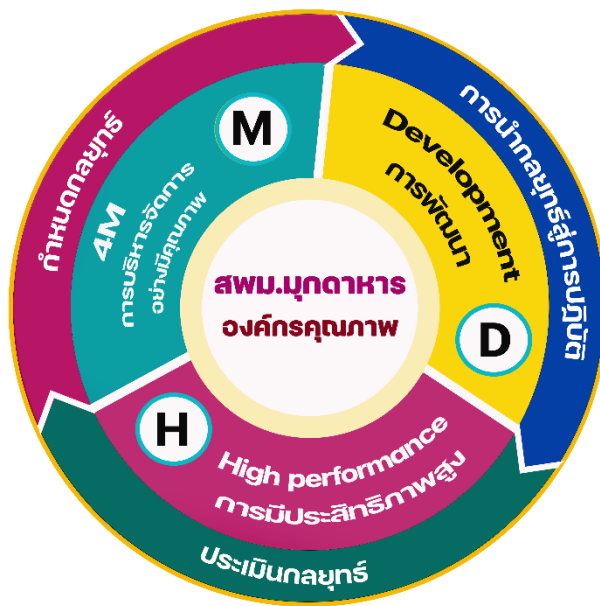 สพม.มุกดาหาร
องค์กรคุณภาพ
กำหนดกลยุทธ์
M
4M
การบริหารจัดการ
อย่างมีคุณภาพ
การนำกลยุทธ์สู่การปฏิบัติ
Development
การพัฒนา
D
ประเมินกลยุทธ์
H
High performance
การมีประสิทธิภาพสูง